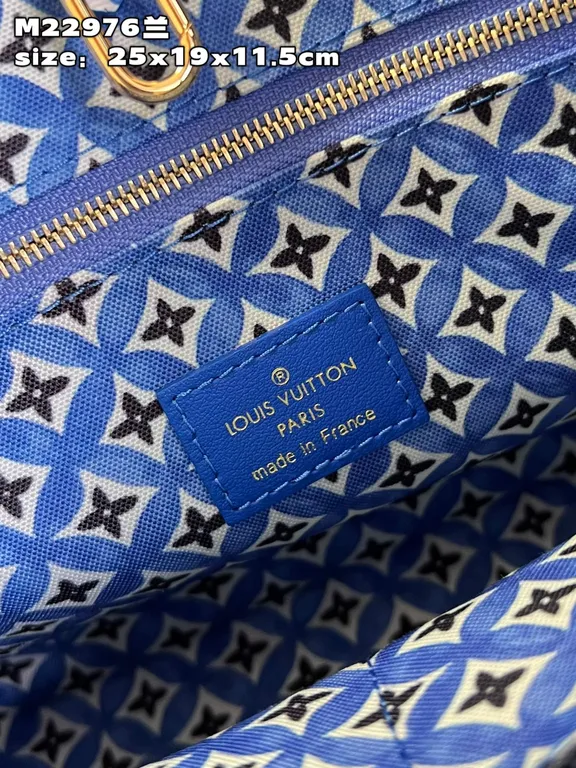 M22976兰
size：25x19x11.5cm
®
LOUIS VUITTON
PARIS
made in France